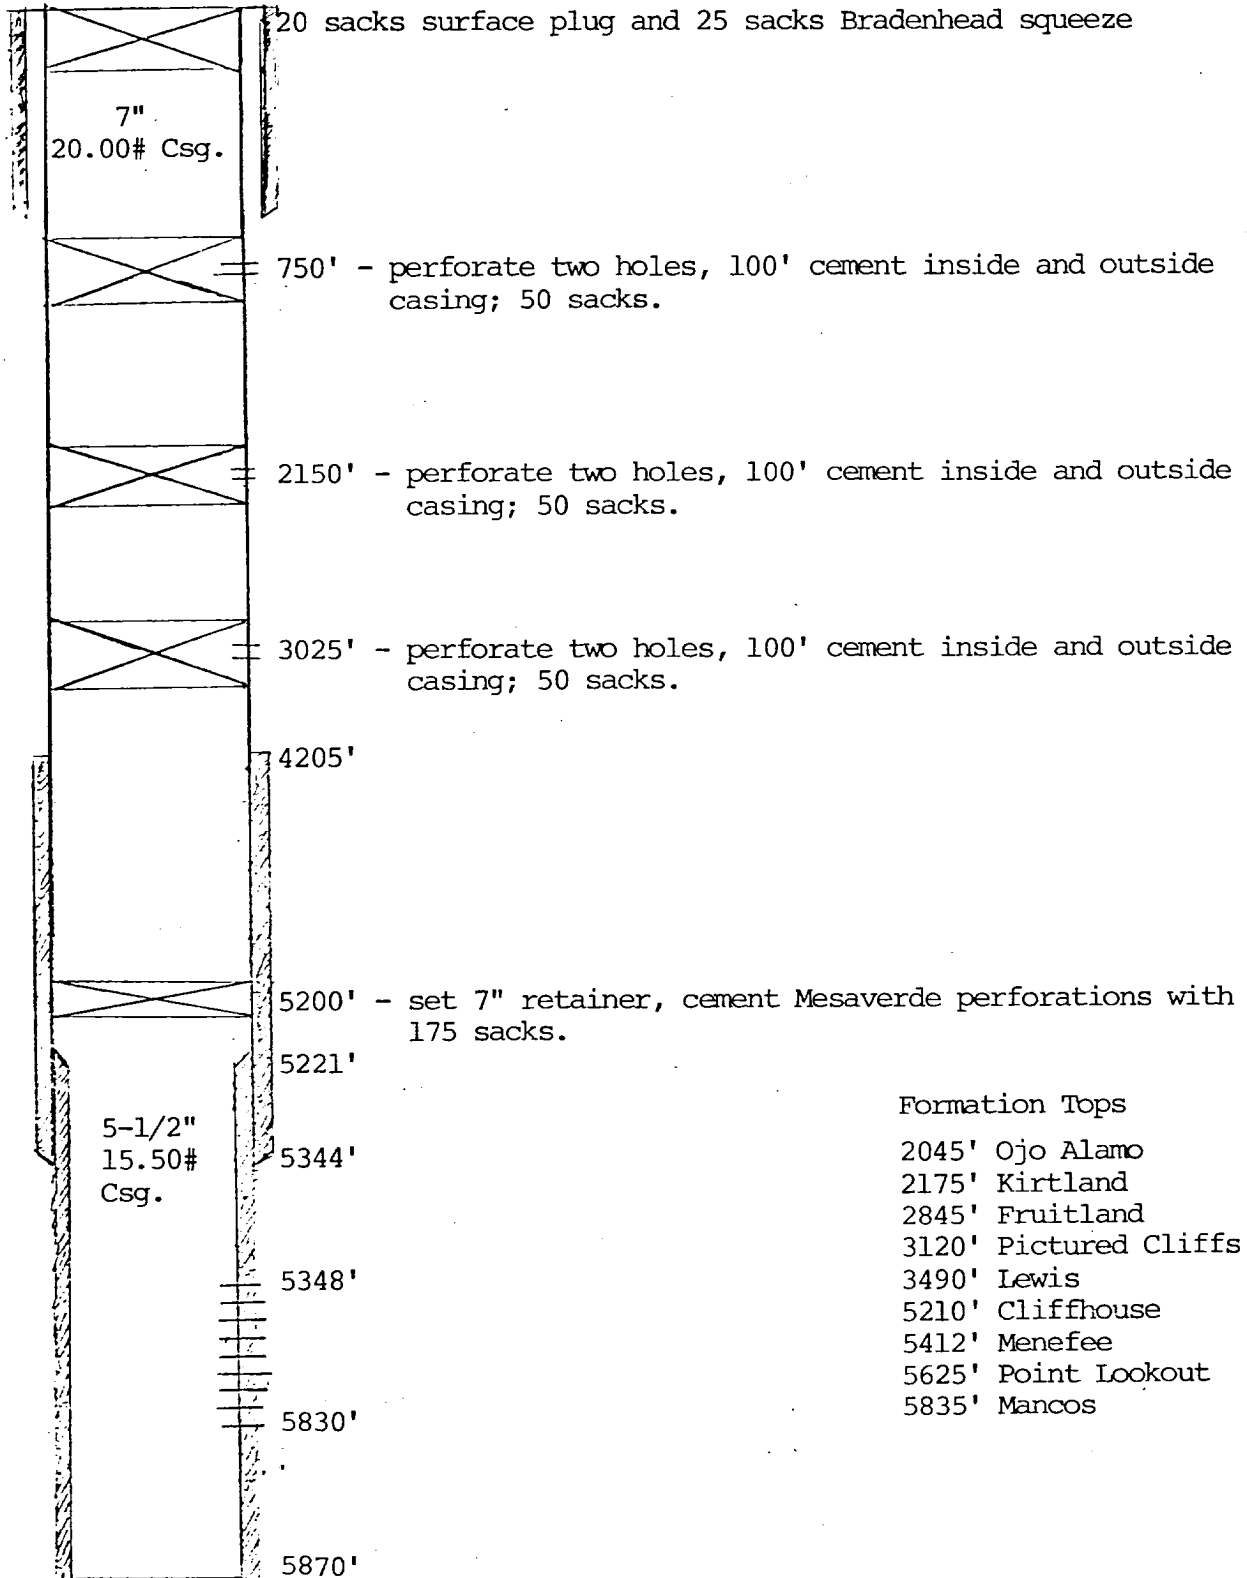 20 sacks surface plug and 25 sacks Bradenhead squeeze
7"
20.00# Csg.
750' - perforate two holes, 100' cement inside and outside
casing; 50 sacks.
2150' - perforate two holes, 100' cement inside and outside
casing; 50 sacks.
3025' - perforate two holes, 100' cement inside and outside
casing; 50 sacks.
4205'
5200' - set 7" retainer, cement Mesaverde perforations with
175 sacks.
5221'
5-1/2"
15.50#
Csg.
5344'
5348'
5830'
5870'
Formation Tops
2045' Ojo Alamo
2175' Kirtland
2845' Fruitland
3120' Pictured Cliffs
3490' Lewis
5210' Cliffhouse
5412' Menefee
5625' Point Lookout
5835' Mancos